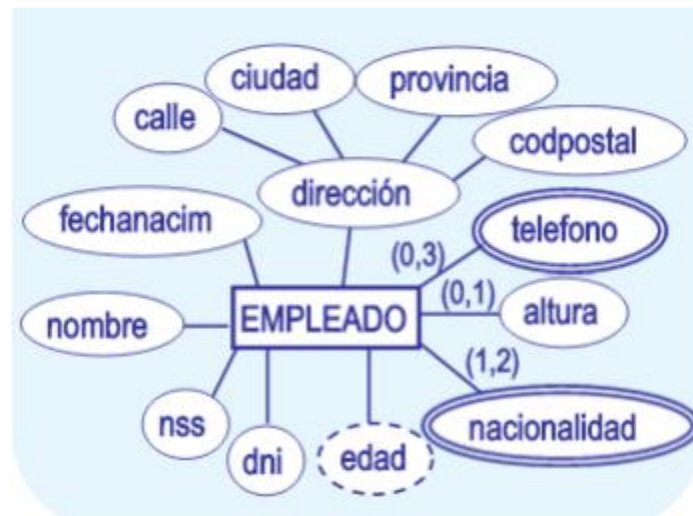 ciudad
provincia
calle
codpostal
dirección
fechanacim
telefono
(0,3)
(0,1)
nombre
EMPLEADO
altura
(1,2)
nss
dni
edad
nacionalidad